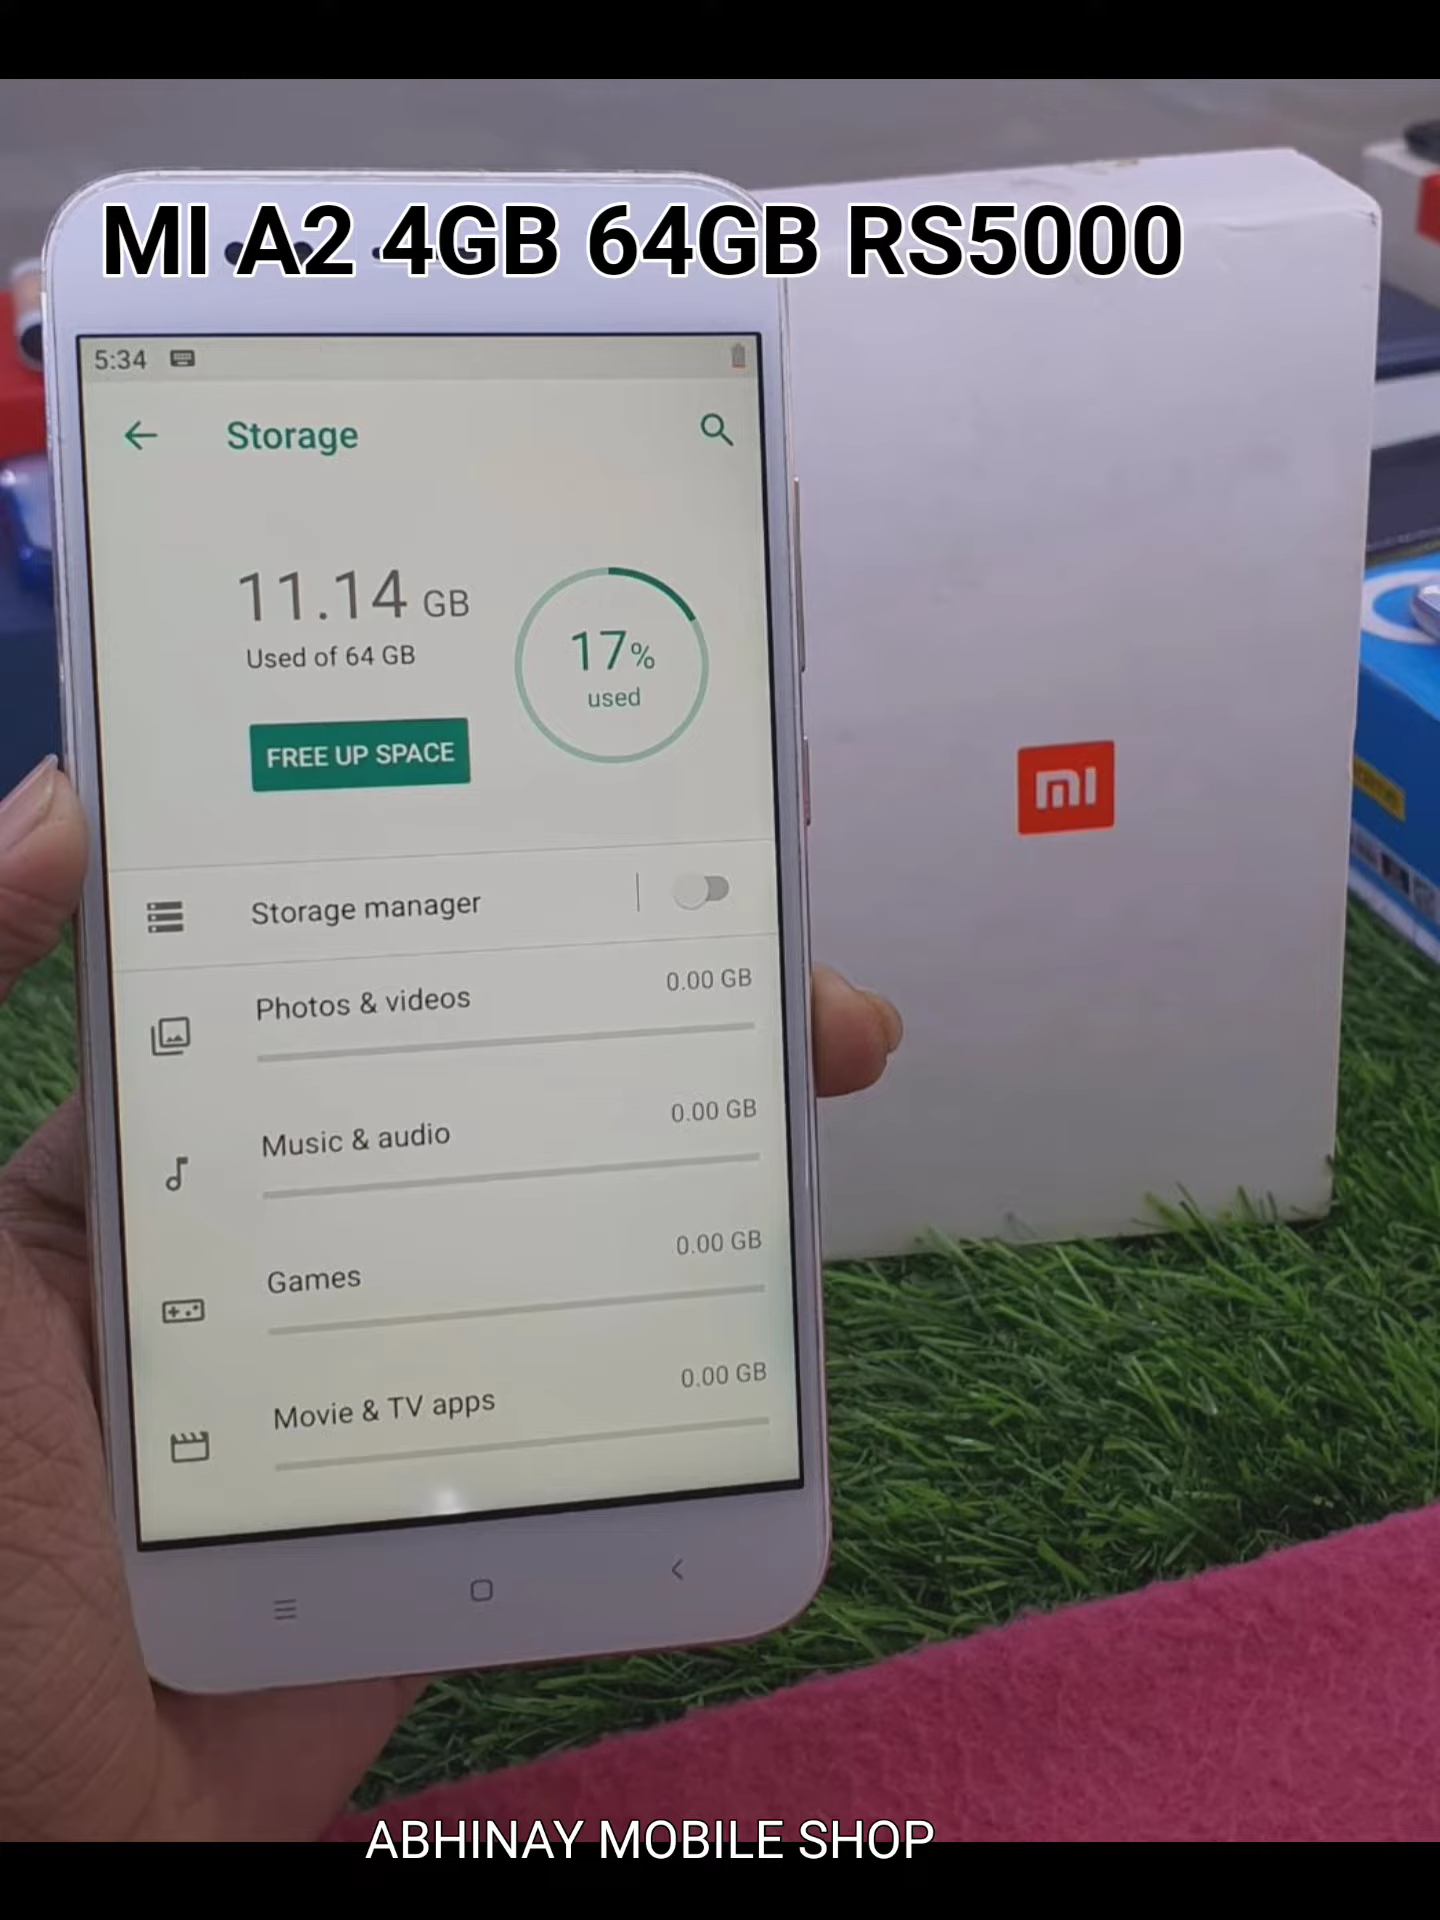 MI A2 4GB 64GB RS5000
5:34
Storage
11.14 GB
Used of 64 GB
17%
used
FREE UP SPACE
Storage manager
Photos & videos
0.00 GB
Music & audio
0.00 GB
Games
0.00 GB
Movie & TV apps
0.00 GB
mi
ABHINAY MOBILE SHOP